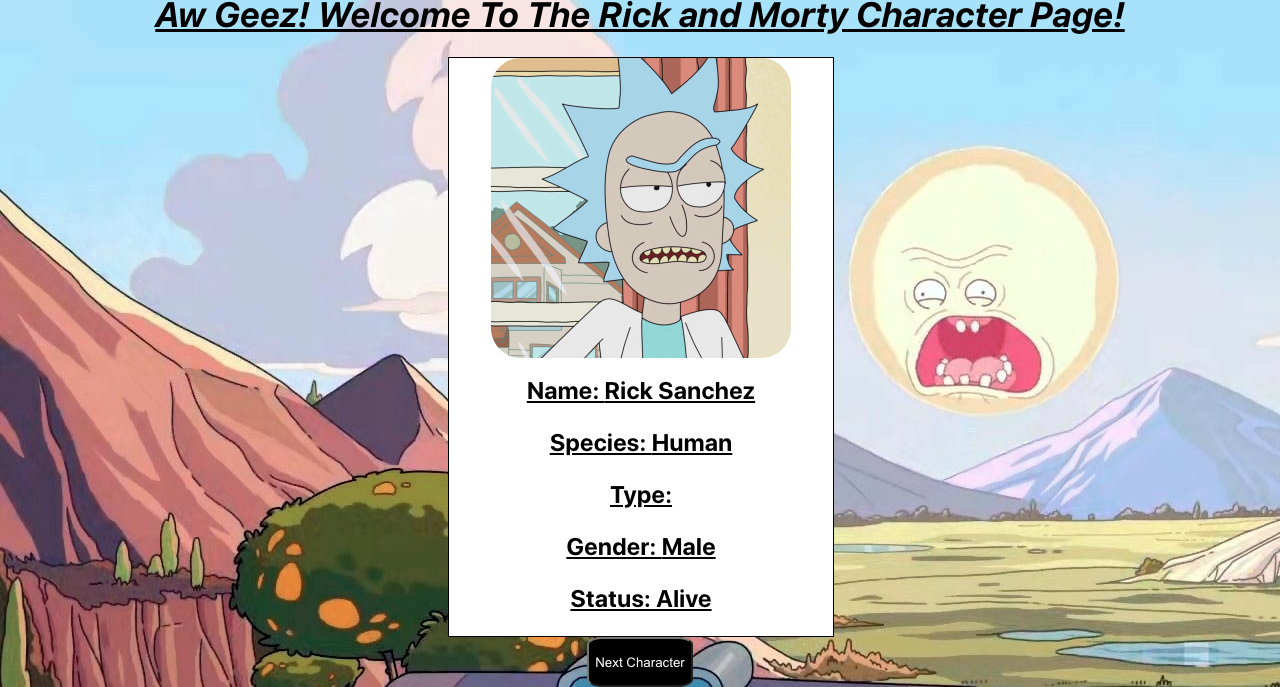 Aw Geez! Welcome To The Rick and Morty Character Page!
Name: Rick Sanchez
Species: Human
Type:
Gender: Male
Status: Alive
Next Character